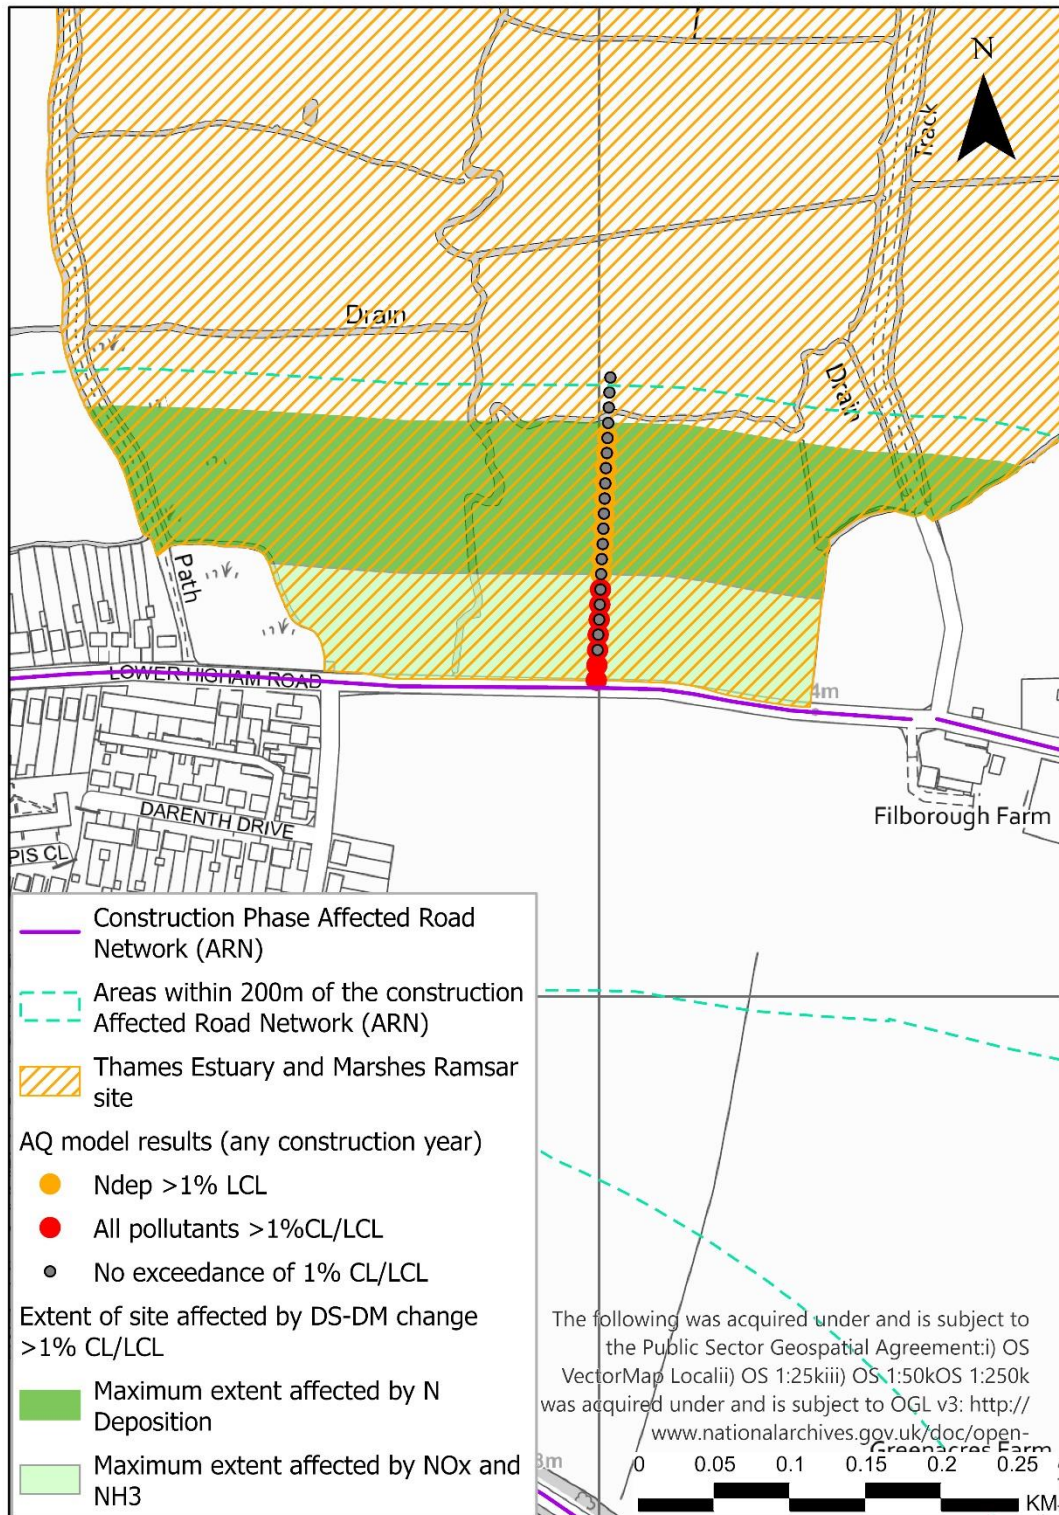 N
Track
Drain
Drain
Path
LOWER HIGHAM ROAD
4m
DARENTH DRIVE
PIS CL
Filborough Farm
Construction Phase Affected Road
Network (ARN)
Areas within 200m of the construction
Affected Road Network (ARN)
Thames Estuary and Marshes Ramsar
site
AQ model results (any construction year)
Ndep >1% LCL
All pollutants >1%CL/LCL
No exceedance of 1% CL/LCL
Extent of site affected by DS-DM change
>1% CL/LCL
Maximum extent affected by N
Deposition
Maximum extent affected by NOx and
NH3
The following was acquired under and is subject to
the Public Sector Geospatial Agreement:i) OS
VectorMap Localii) OS 1:25kiii) OS 1:50kOS 1:250k
was acquired under and is subject to OGL v3: http://
www.nationalarchives.gov.uk/doc/open-
Greenacres Farm
3m
0 0.05 0.1 0.15 0.2 0.25
KM